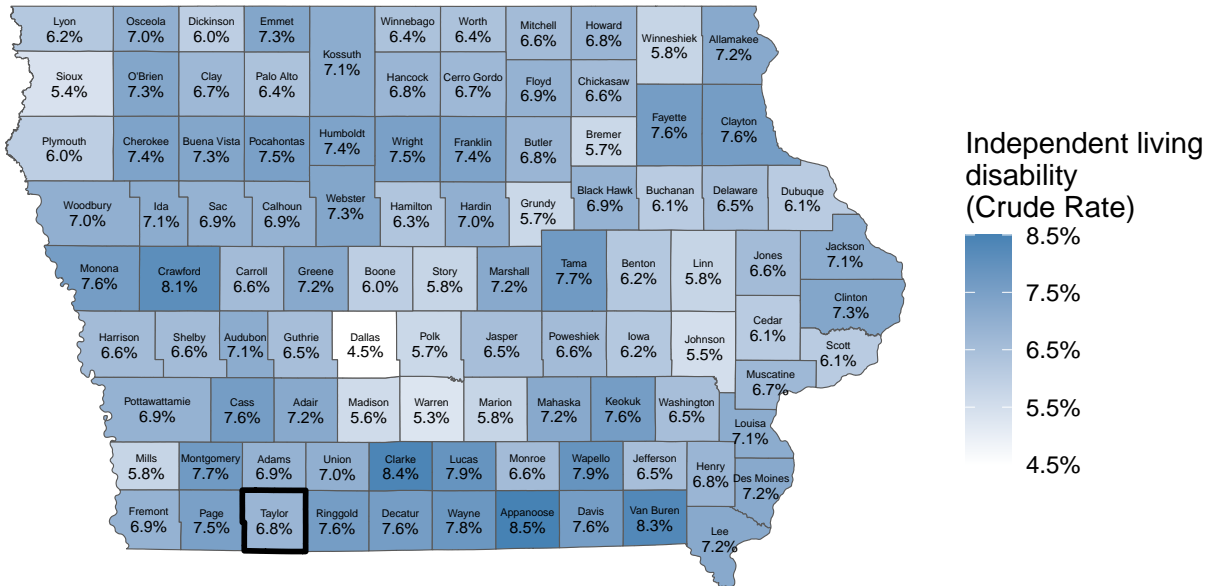 Lyon
6.2%
Osceola
7.0%
Dickinson
6.0%
Emmet
7.3%
Kossuth
7.1%
Winnebago
6.4%
Worth
6.4%
Mitchell
6.6%
Howard
6.8%
Winneshiek
5.8%
Allamakee
7.2%
Sioux
5.4%
O'Brien
7.3%
Clay
6.7%
Palo Alto
6.4%
Hancock
6.8%
Cerro Gordo
6.7%
Floyd
6.9%
Chickasaw
6.6%
Fayette
7.6%
Clayton
7.6%
Plymouth
6.0%
Cherokee
7.4%
Buena Vista
7.3%
Pocahontas
7.5%
Humboldt
7.4%
Wright
7.5%
Franklin
7.4%
Butler
6.8%
Bremer
5.7%
Woodbury
7.0%
Ida
7.1%
Sac
6.9%
Calhoun
6.9%
Webster
7.3%
Hamilton
6.3%
Hardin
7.0%
Grundy
5.7%
Black Hawk
6.9%
Buchanan
6.1%
Delaware
6.5%
Dubuque
6.1%
Monona
7.6%
Crawford
8.1%
Carroll
6.6%
Greene
7.2%
Boone
6.0%
Story
5.8%
Marshall
7.2%
Tama
7.7%
Benton
6.2%
Linn
5.8%
Jones
6.6%
Jackson
7.1%
Clinton
7.3%
Harrison
6.6%
Shelby
6.6%
Audubon
7.1%
Guthrie
6.5%
Dallas
4.5%
Polk
5.7%
Jasper
6.5%
Poweshiek
6.6%
Iowa
6.2%
Johnson
5.5%
Cedar
6.1%
Scott
6.1%
Muscatine
6.7%
Pottawattamie
6.9%
Cass
7.6%
Adair
7.2%
Madison
5.6%
Warren
5.3%
Marion
5.8%
Mahaska
7.2%
Keokuk
7.6%
Washington
6.5%
Louisa
7.1%
Mills
5.8%
Montgomery
7.7%
Adams
6.9%
Union
7.0%
Clarke
8.4%
Lucas
7.9%
Monroe
6.6%
Wapello
7.9%
Jefferson
6.5%
Henry
6.8%
Des Moines
7.2%
Fremont
6.9%
Page
7.5%
Taylor
6.8%
Ringgold
7.6%
Decatur
7.6%
Wayne
7.8%
Appanoose
8.5%
Davis
7.6%
Van Buren
8.3%
Lee
7.2%
Independent living
disability
(Crude Rate)
8.5%
7.5%
6.5%
5.5%
4.5%